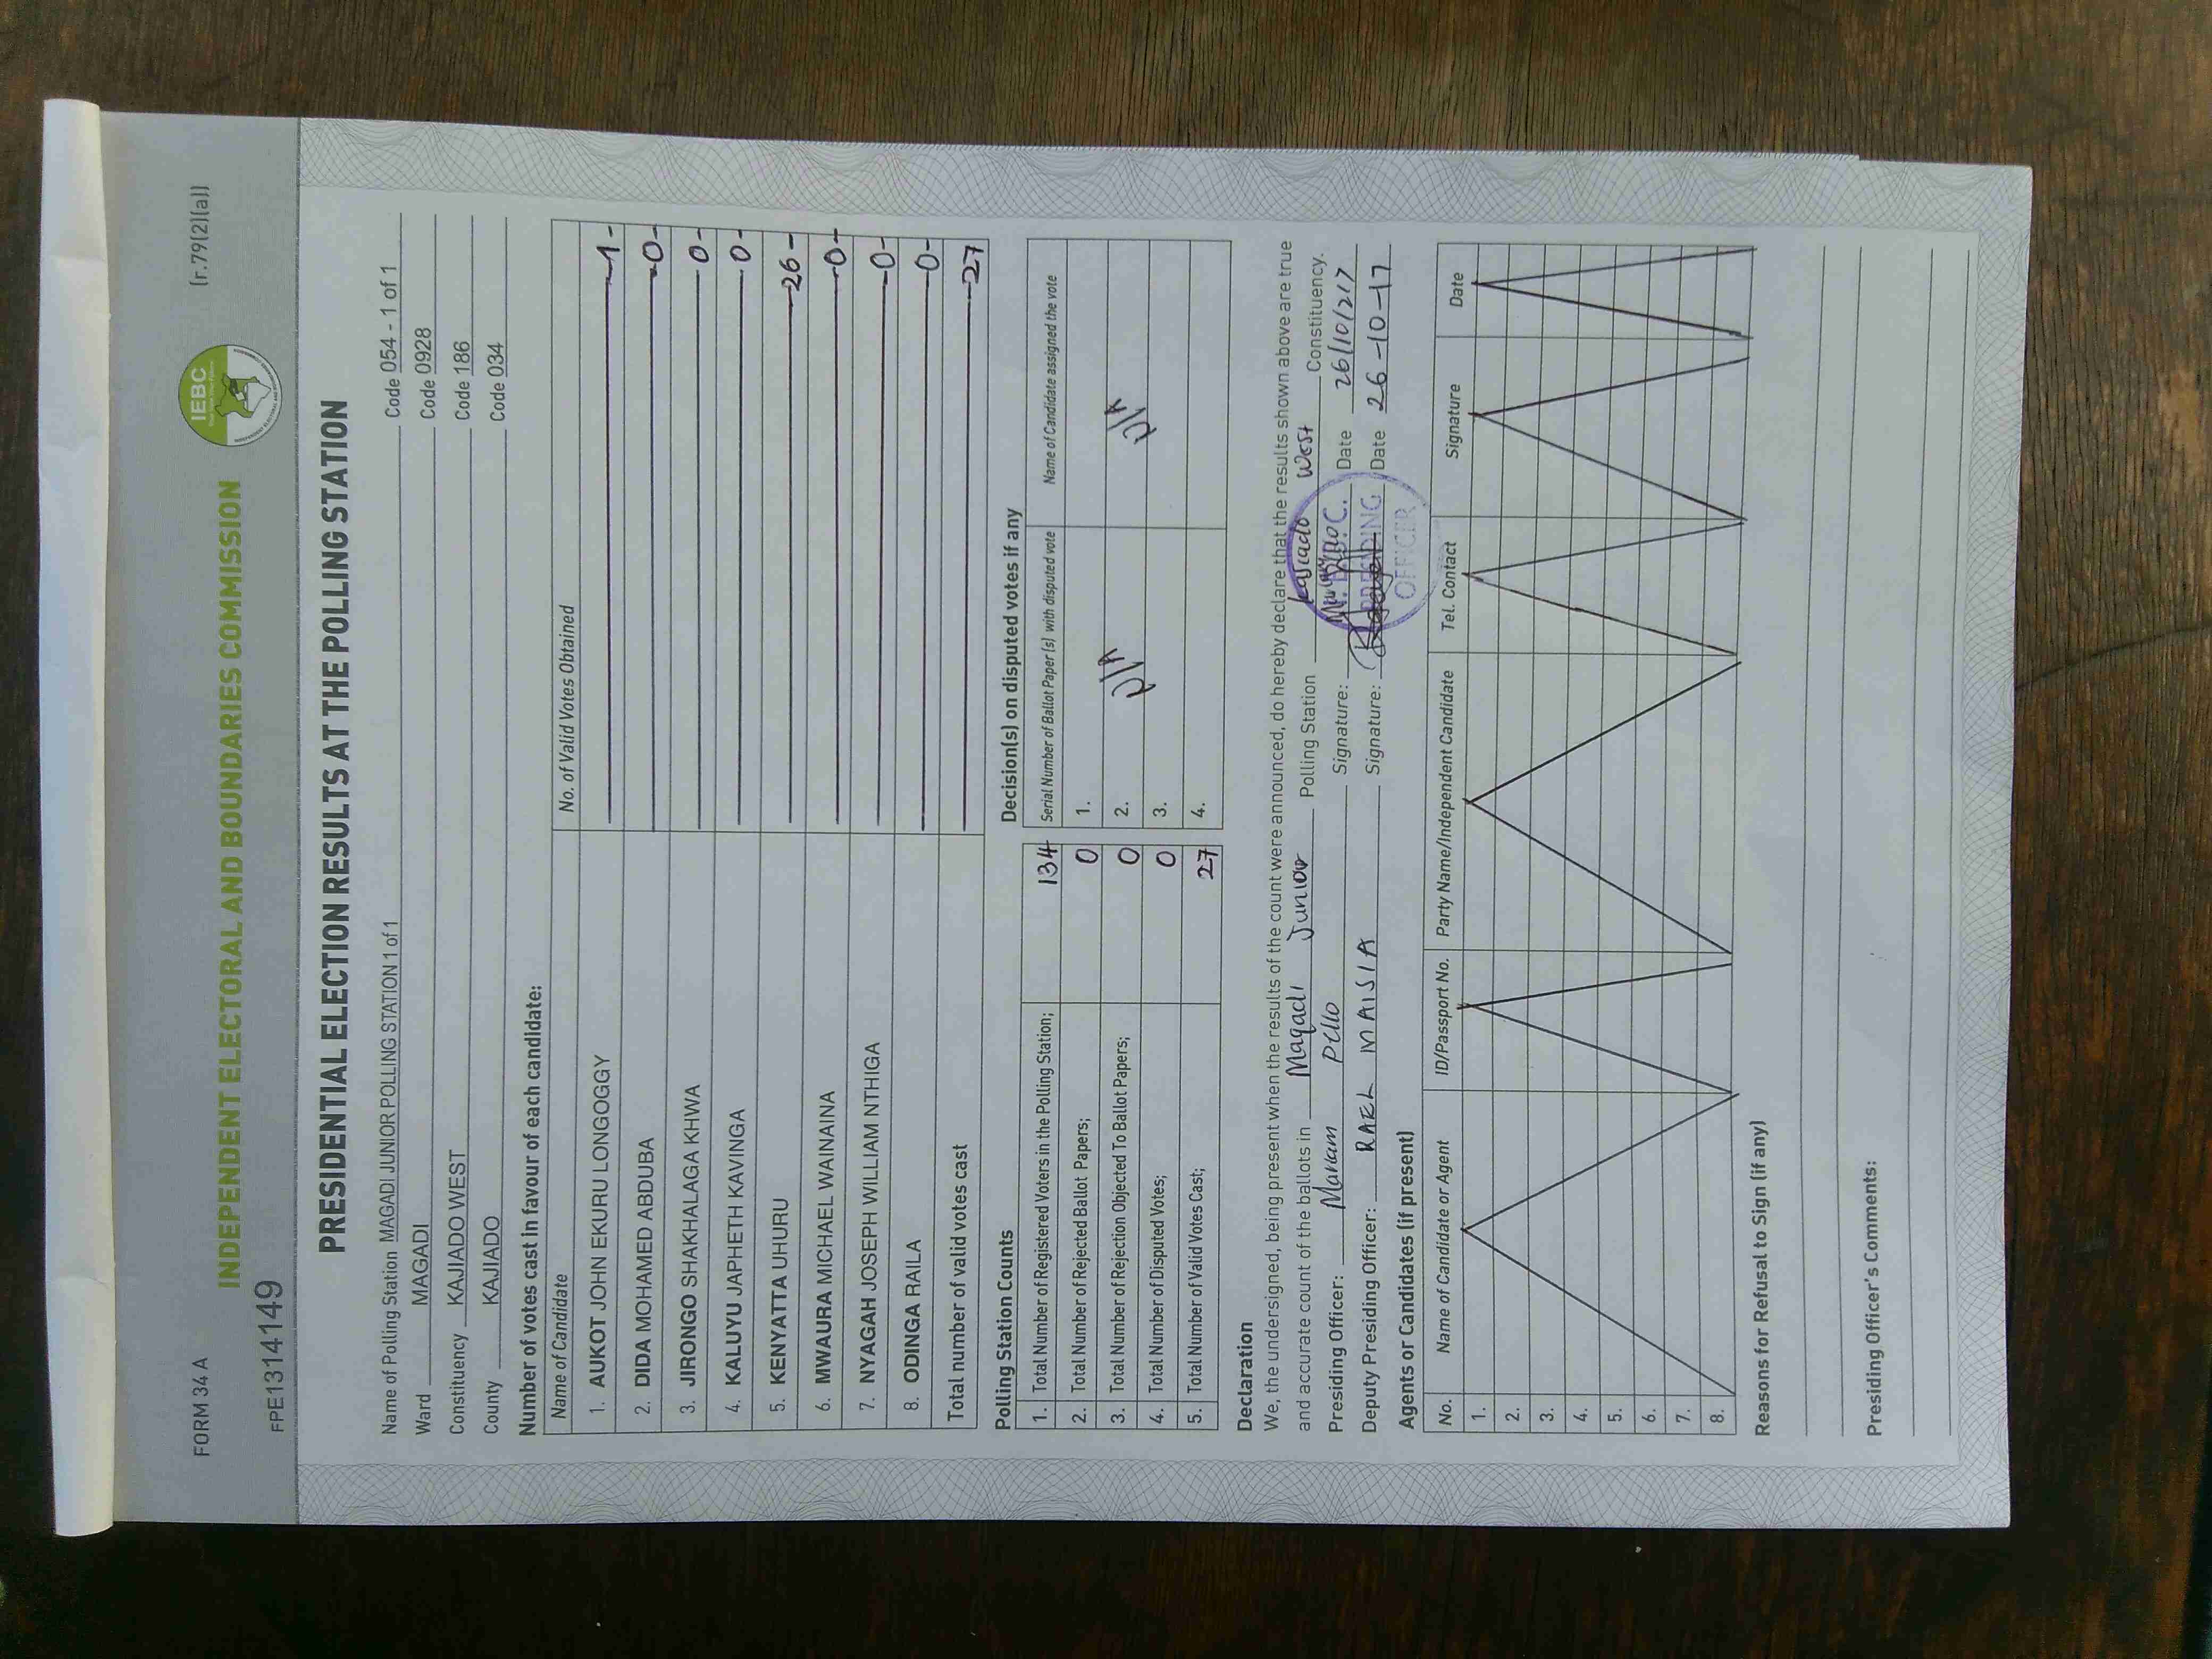 FORM 34 A
[r.79(2)(a)]
IEBC
INDEPENDENT ELECTORAL AND BOUNDARIES COMMISSION
FPE1314149
PRESIDENTIAL ELECTION RESULTS AT THE POLLING STATION
Name of Polling Station MAGADI JUNIOR POLLING STATION 1 of 1 Code 054 - 1 of 1
Ward MAGADI Code 0928
Constituency KAJIADO WEST Code 186
County KAJIADO Code 034
Number of votes cast in favour of each candidate:
Name of Candidate No. of Valid Votes Obtained
1. AUKOT JOHN EKURU LONGOGGY -1-
2. DIDA MOHAMED ABDUBA -0-
3. JIRONGO SHAKHALAGA KHWA -0-
4. KALUYU JAPHETH KAVINGA -0-
5. KENYATTA UHURU -26-
6. MWAURA MICHAEL WAINAINA -0-
7. NYAGAH JOSEPH WILLIAM NTHIGA -0-
8. ODINGA RAILA -0-
Total number of valid votes cast -27
Polling Station Counts
1. Total Number of Registered Voters in the Polling Station; 134
2. Total Number of Rejected Ballot Papers; 0
3. Total Number of Rejection Objected To Ballot Papers; 0
4. Total Number of Disputed Votes; 0
5. Total Number of Valid Votes Cast; 27
Decision(s) on disputed votes if any
Serial Number of Ballot Paper (s) with disputed vote Name of Candidate assigned the vote
1.
2. N/A N/A
3.
4.
Declaration
We, the undersigned, being present when the results of the count were announced, do hereby declare that the results shown above are true
and accurate count of the ballots in Magadi Junior Polling Station Kajiado West Constituency.
Presiding Officer: Mariam Signature: Date 26/10/217
Deputy Presiding Officer: RAEL MAISIA Signature: Date 26-10-17
PRESIDING
OFFICER
Agents or Candidates (if present)
No. Name of Candidate or Agent ID/Passport No. Party Name/Independent Candidate Tel. Contact Signature Date
1.
2.
3.
4.
5.
6.
7.
8.
Reasons for Refusal to Sign (if any)
Presiding Officer's Comments: